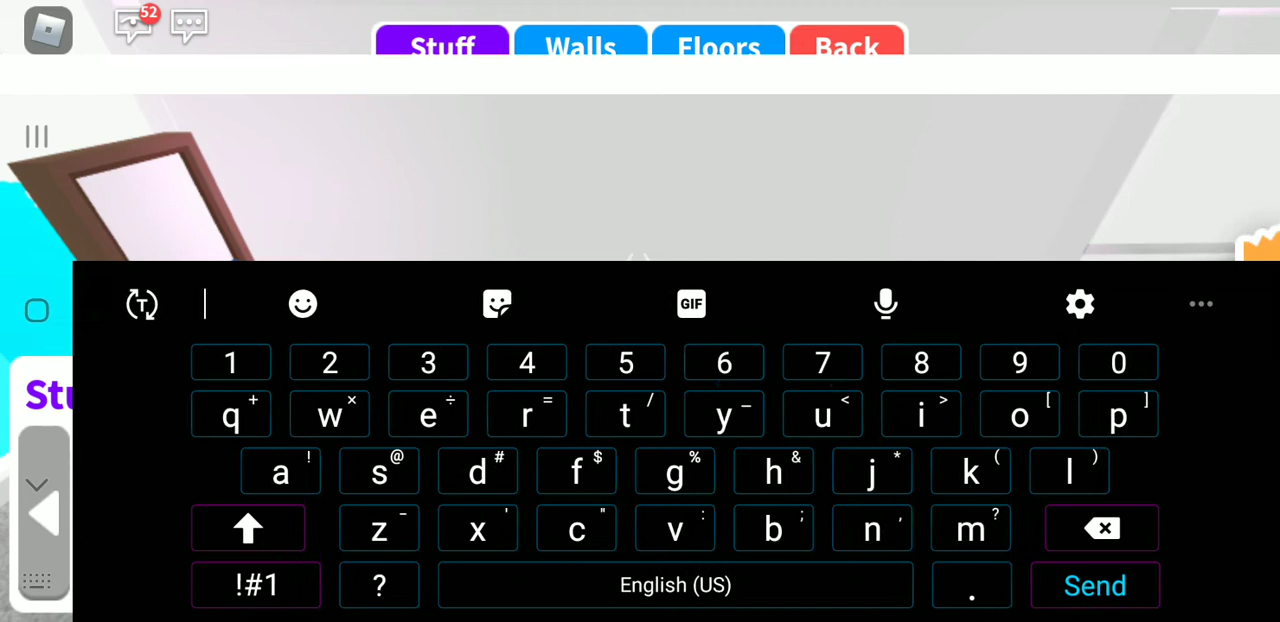 52
Stuff Walls Floors Back
GIF
1 2 3 4 5 6 7 8 9 0
q + w × e ÷ r = t / y _ u < i > o [ p ]
Stu
a ! s @ d # f $ g % h & j * k ( l )
z - x ' c " v : b ; n , m ?
!#1 ? English (US) . Send